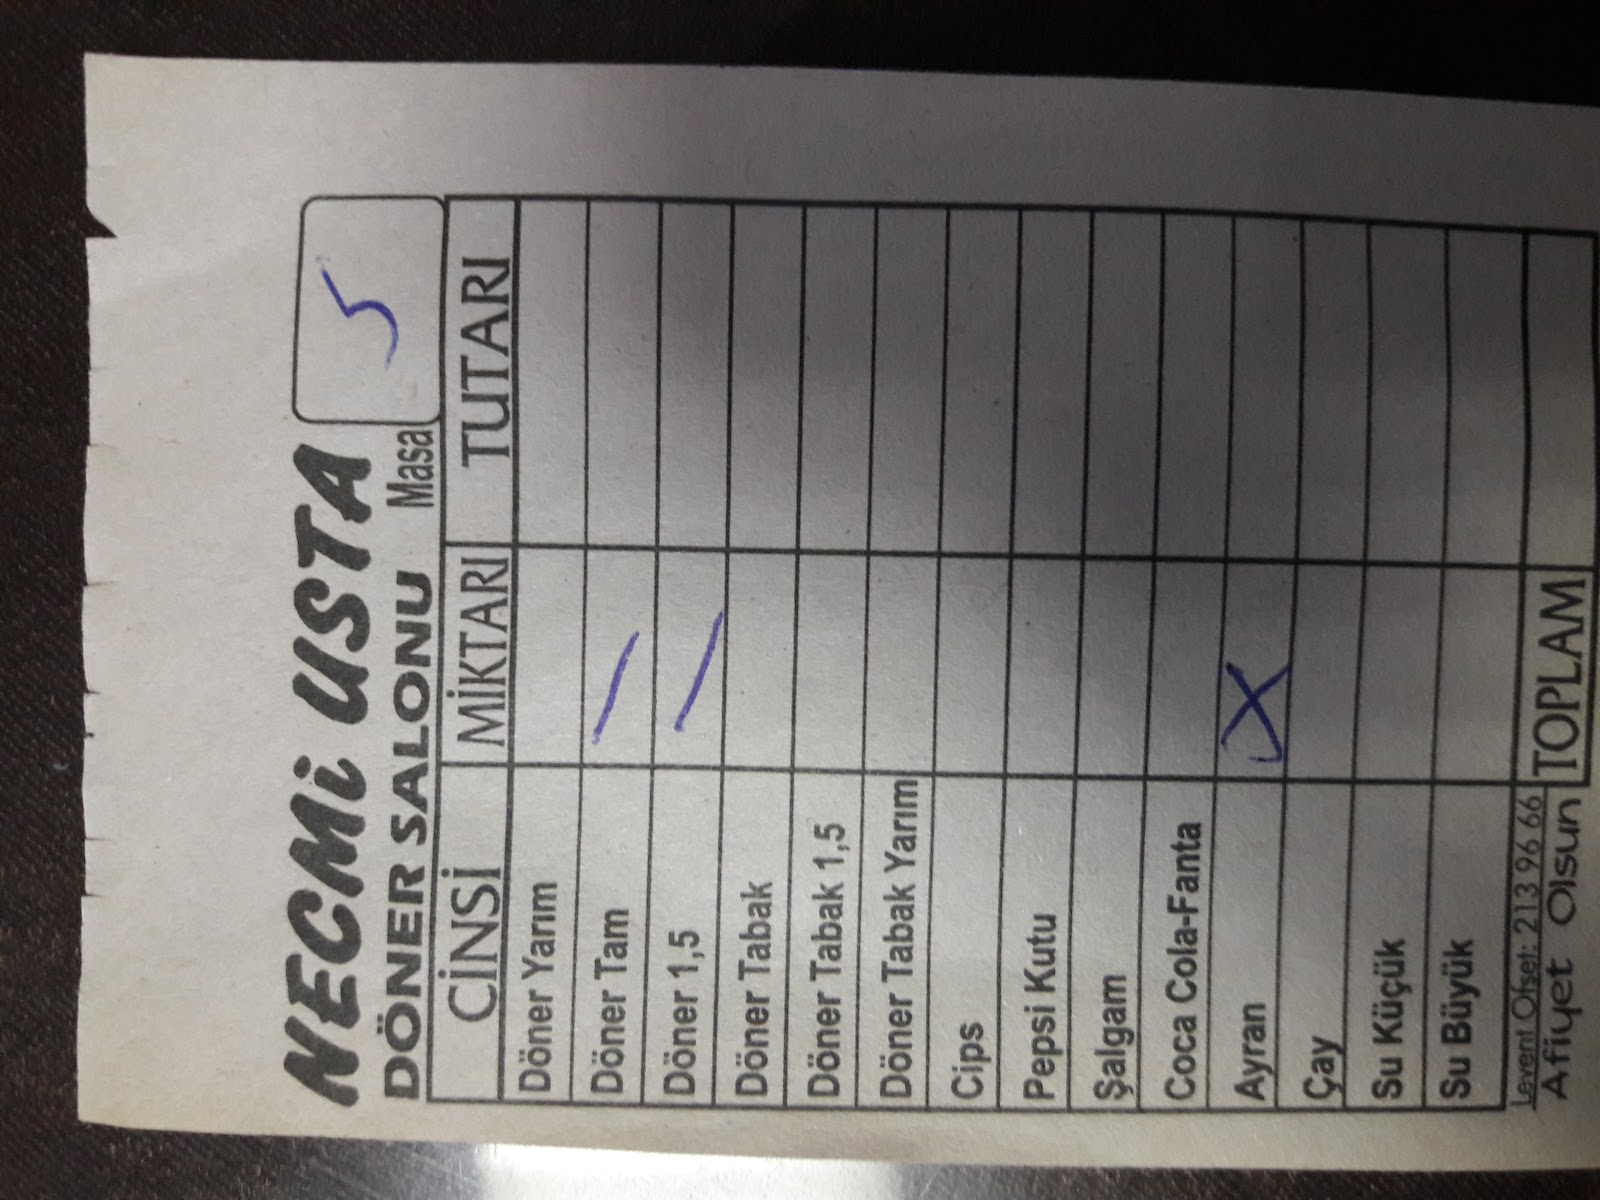 NECMİ USTA
DÖNER SALONU Masa 5
CİNSİ MİKTARI TUTARI
Döner Yarım
Döner Tam /
Döner 1,5 /
Döner Tabak
Döner Tabak 1,5
Döner Tabak Yarım
Cips
Pepsi Kutu
Şalgam
Coca Cola-Fanta
Ayran X
Çay
Su Küçük
Su Büyük
Levent Ofset: 213 96 66
Afiyet Olsun TOPLAM